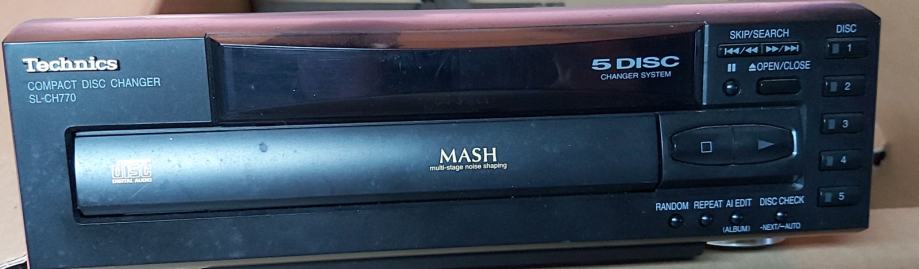 Technics
COMPACT DISC CHANGER
SL-CH770
5 DISC
CHANGER SYSTEM
SKIP/SEARCH
OPEN/CLOSE
DISC
1
2
3
4
5
disc
DIGITAL AUDIO
MASH
multi-stage noise shaping
RANDOM REPEAT AI EDIT DISC CHECK
(ALBUM) -NEXT/—AUTO